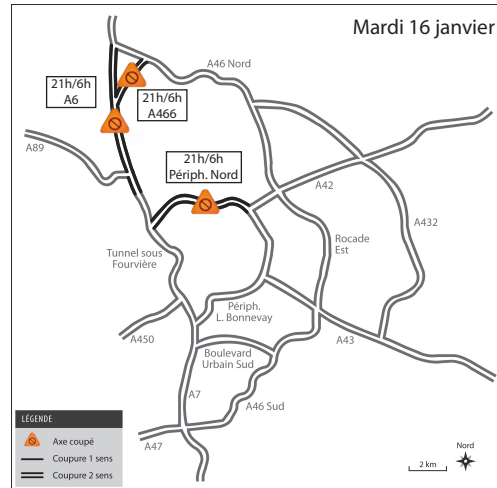 Mardi 16 janvier
A46 Nord
21h/6h
A6
21h/6h
A466
A89
21h/6h
Périph. Nord
A42
A432
Rocade
Est
Tunnel sous
Fourvière
Périph.
L. Bonnevay
A450
Boulevard
Urbain Sud
A43
A7
A46 Sud
A47
LÉGENDE
Axe coupé
Coupure 1 sens
Coupure 2 sens
2 km
Nord